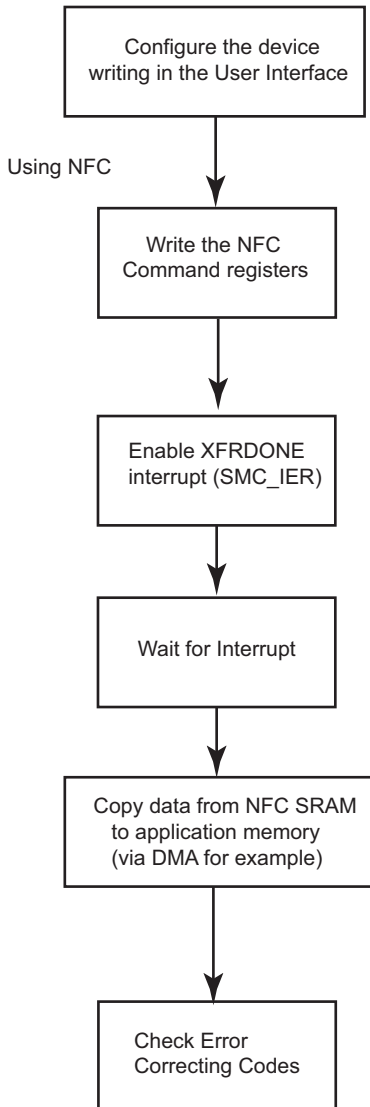 Configure the device
writing in the User Interface
Using NFC
Write the NFC
Command registers
Enable XFRDONE
interrupt (SMC_IER)
Wait for Interrupt
Copy data from NFC SRAM
to application memory
(via DMA for example)
Check Error
Correcting Codes